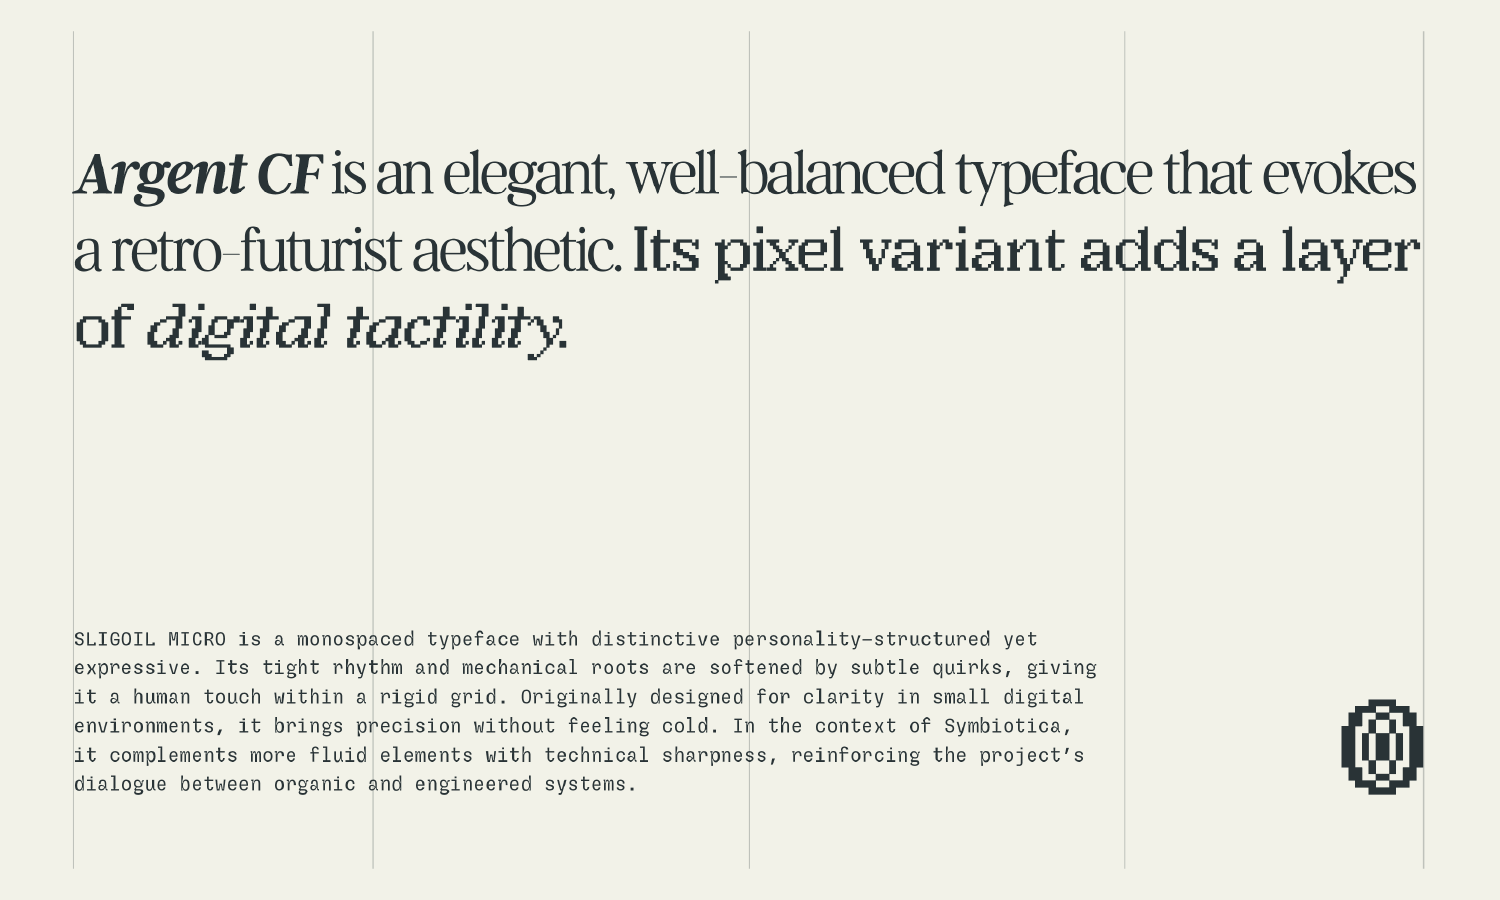 Argent CF is an elegant, well-balanced typeface that evokes
a retro-futurist aesthetic. Its pixel variant adds a layer
of digital tactility.
SLIGOIL MICRO is a monospaced typeface with distinctive personality—structured yet
expressive. Its tight rhythm and mechanical roots are softened by subtle quirks, giving
it a human touch within a rigid grid. Originally designed for clarity in small digital
environments, it brings precision without feeling cold. In the context of Symbiotica,
it complements more fluid elements with technical sharpness, reinforcing the project’s
dialogue between organic and engineered systems.